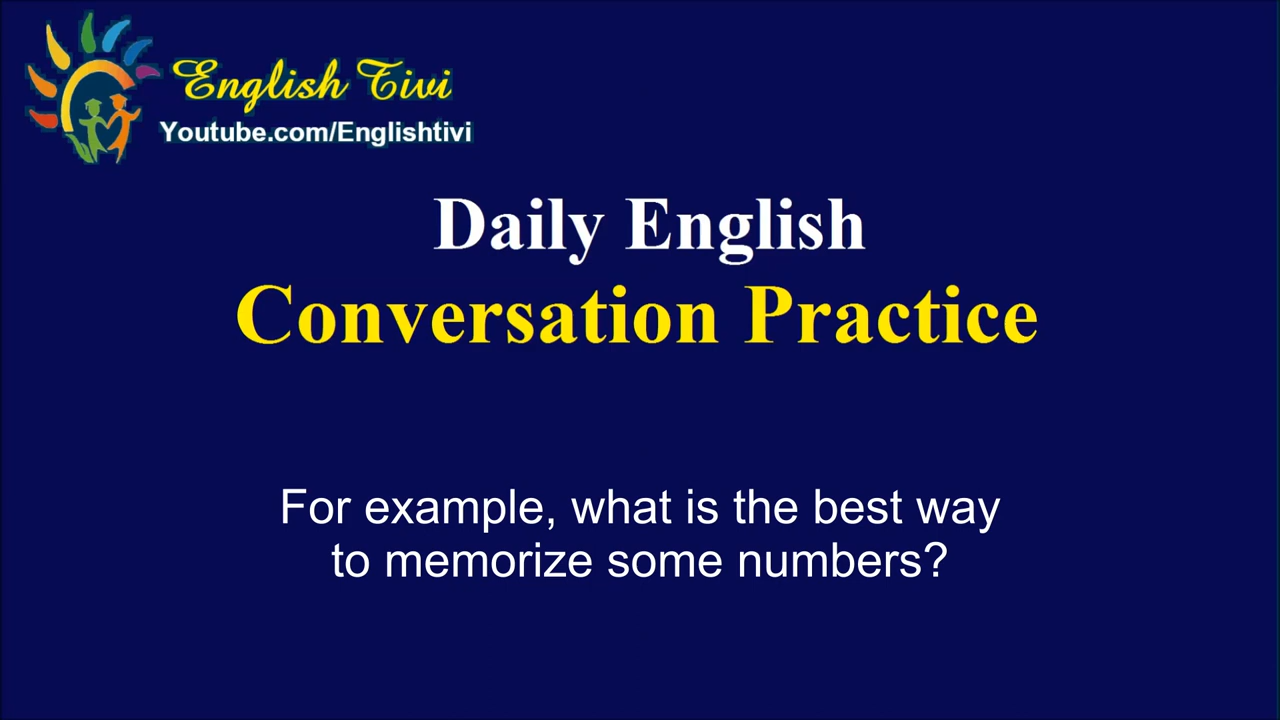 English Tivi
Youtube.com/Englishtivi
Daily English
Conversation Practice
For example, what is the best way
to memorize some numbers?